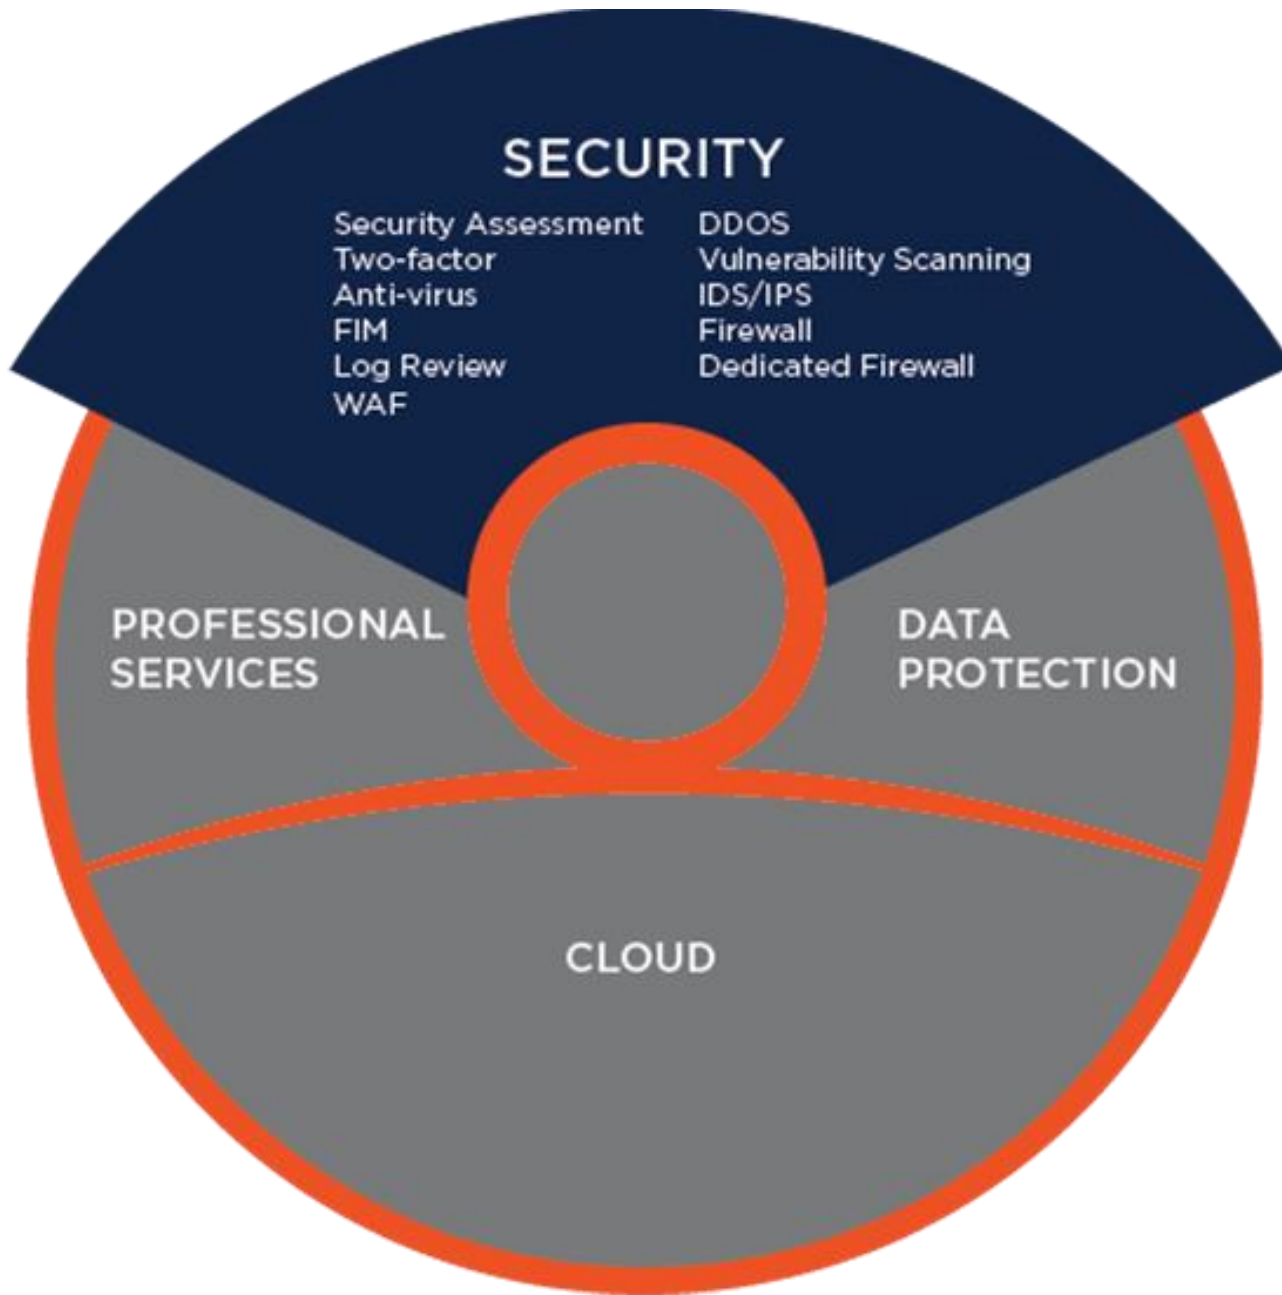 SECURITY
Security Assessment
Two-factor
Anti-virus
FIM
Log Review
WAF
DDOS
Vulnerability Scanning
IDS/IPS
Firewall
Dedicated Firewall
PROFESSIONAL
SERVICES
DATA
PROTECTION
CLOUD